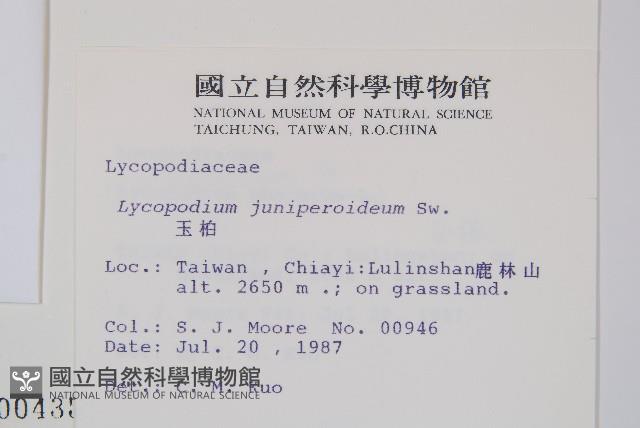 國立自然科學博物館
NATIONAL MUSEUM OF NATURAL SCIENCE
TAICHUNG, TAIWAN, R.O.CHINA
Lycopodiaceae
Lycopodium juniperoideum Sw.
玉柏
Loc.: Taiwan , Chiayi:Lulinshan鹿林山
alt. 2650 m .; on grassland.
Col.: S. J. Moore No. 00946
Date: Jul. 20 , 1987
Det.: C. M. Kuo
國立自然科學博物館
NATIONAL MUSEUM OF NATURAL SCIENCE